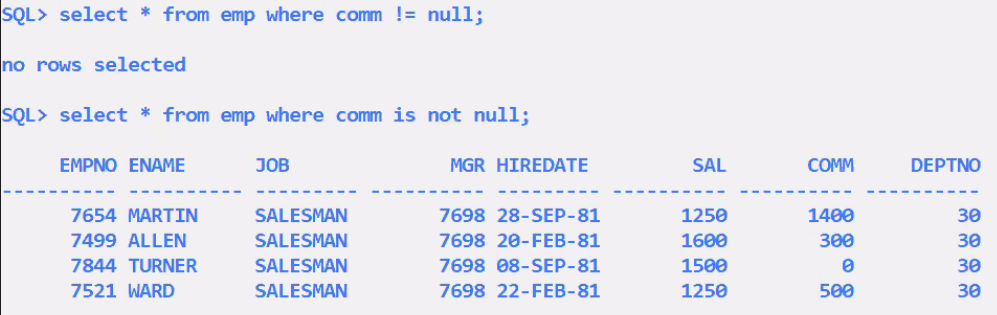 SQL> select * from emp where comm != null;
no rows selected
SQL> select * from emp where comm is not null;
EMPNO ENAME JOB MGR HIREDATE SAL COMM DEPTNO
---------- ---------- --------- ---------- --------- ---------- ---------- ----------
7654 MARTIN SALESMAN 7698 28-SEP-81 1250 1400 30
7499 ALLEN SALESMAN 7698 20-FEB-81 1600 300 30
7844 TURNER SALESMAN 7698 08-SEP-81 1500 0 30
7521 WARD SALESMAN 7698 22-FEB-81 1250 500 30